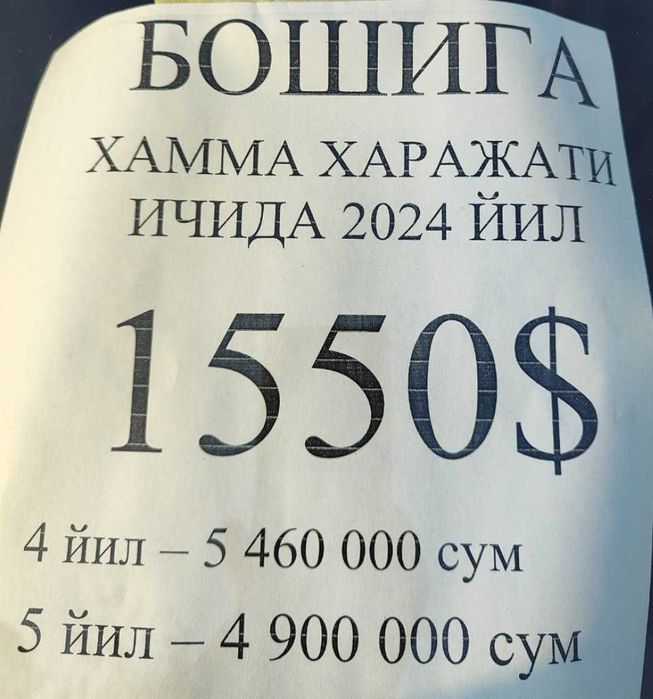 БОШИГА
ХАММА ХАРАЖАТИ
ИЧИДА 2024 ЙИЛ
1550$
4 йил – 5 460 000 сум
5 йил – 4 900 000 сум